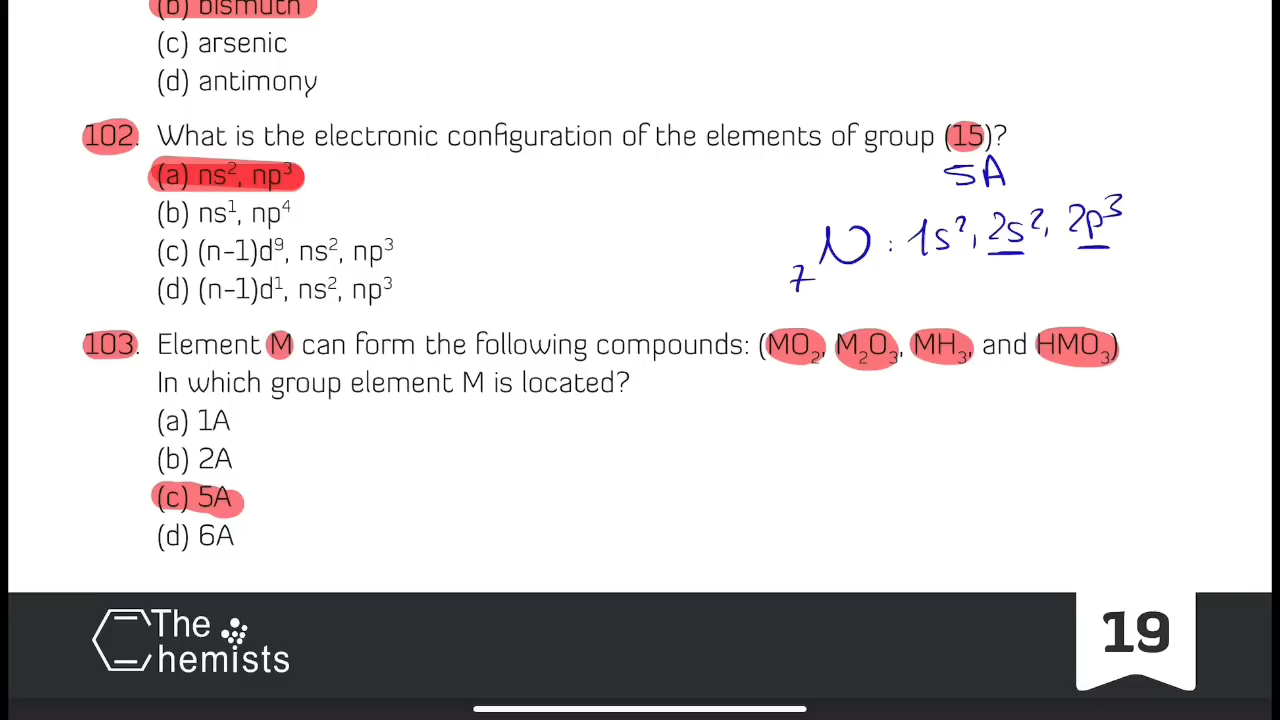 (b) bismuth
(c) arsenic
(d) antimony
102. What is the electronic configuration of the elements of group (15)?
5A
(a) ns², np³
(b) ns¹, np⁴
(c) (n-1)d⁹, ns², np³
(d) (n-1)d¹, ns², np³
₇N : 1s², 2s², 2p³
103. Element M can form the following compounds: (MO₂, M₂O₃, MH₃, and HMO₃)
In which group element M is located?
(a) 1A
(b) 2A
(c) 5A
(d) 6A
The
Chemists
19